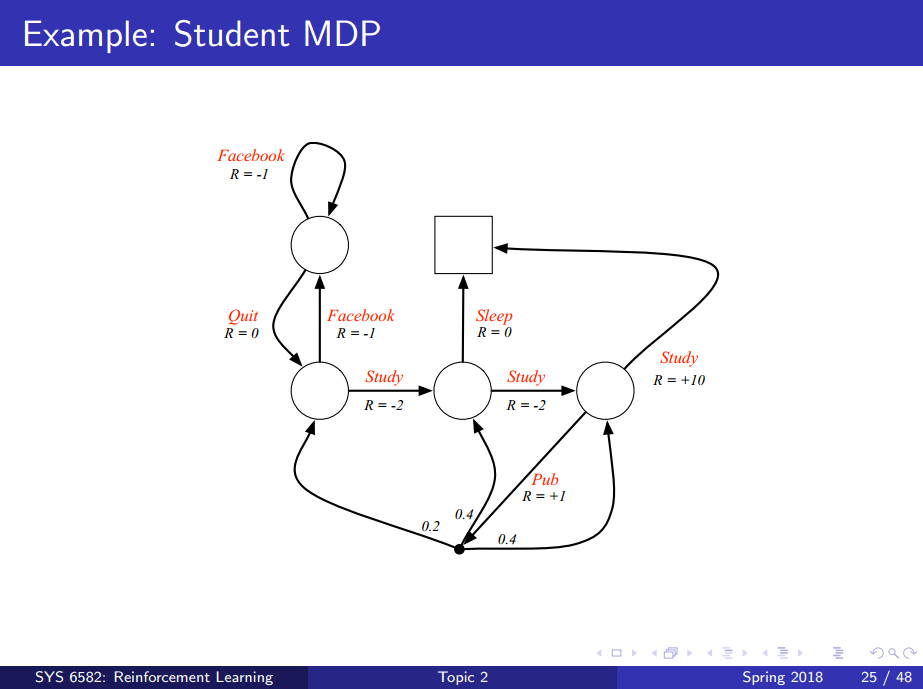 Example: Student MDP
Facebook
R = -1
Quit
R = 0
Facebook
R = -1
Sleep
R = 0
Study
R = +10
Study
R = -2
Study
R = -2
Pub
R = +1
0.2
0.4
0.4
SYS 6582: Reinforcement Learning
Topic 2
Spring 2018
25 / 48